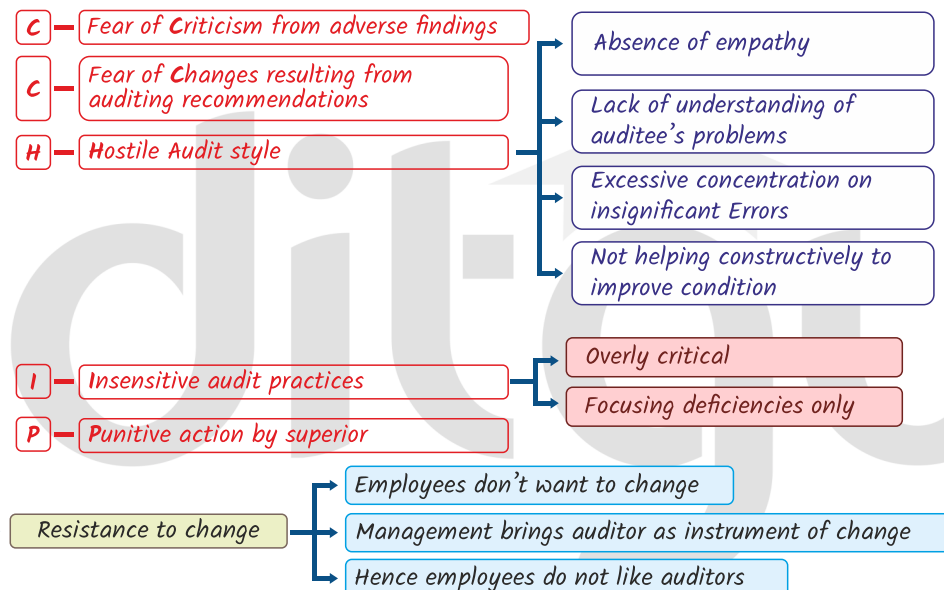 C
Fear of Criticism from adverse findings
C
Fear of Changes resulting from
auditing recommendations
H
Hostile Audit style
Absence of empathy
Lack of understanding of
auditee's problems
Excessive concentration on
insignificant Errors
Not helping constructively to
improve condition
I
Insensitive audit practices
Overly critical
Focusing deficiencies only
P
Punitive action by superior
Resistance to change
Employees don't want to change
Management brings auditor as instrument of change
Hence employees do not like auditors